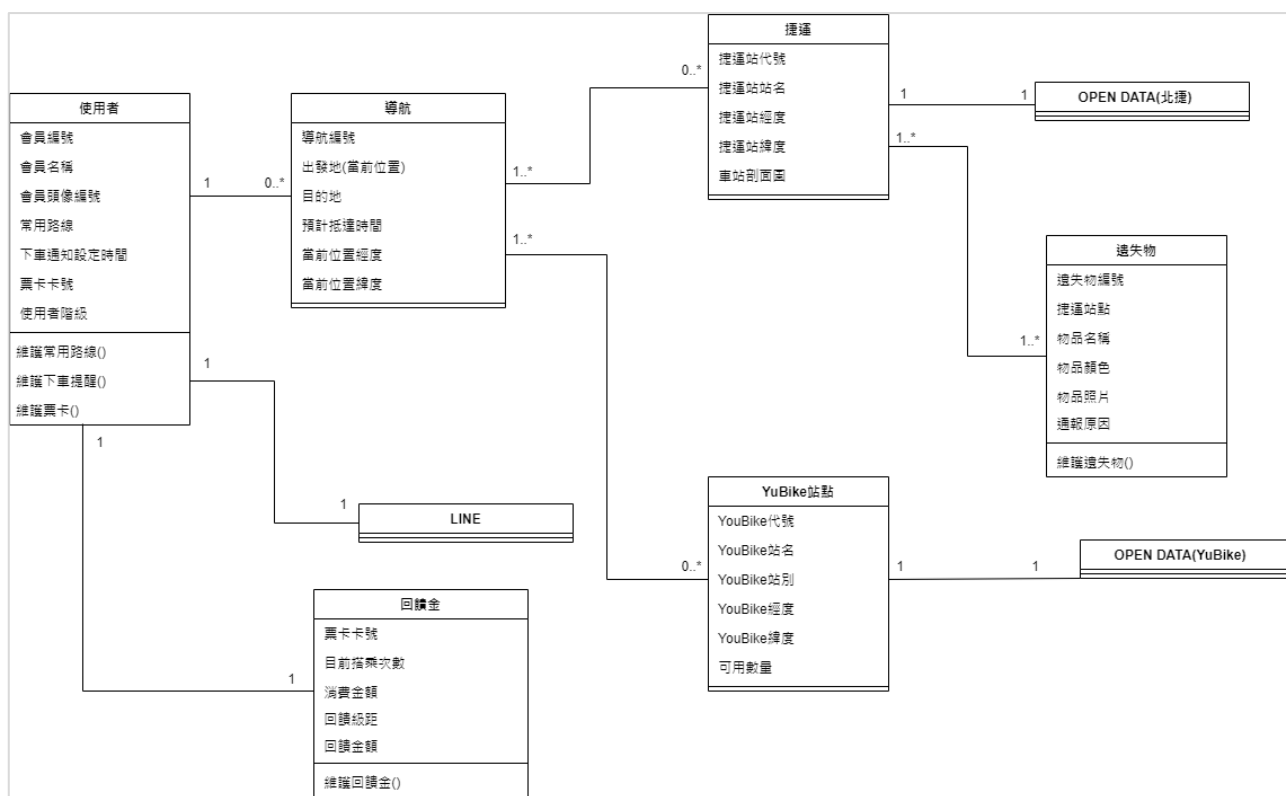 使用者
會員編號
會員名稱
會員頭像編號
常用路線
下車通知設定時間
票卡卡號
使用者階級
維護常用路線()
維護下車提醒()
維護票卡()
1
0..*
導航
導航編號
出發地(當前位置)
目的地
預計抵達時間
當前位置經度
當前位置緯度
1..*
0..*
1..*
0..*
捷運
捷運站代號
捷運站站名
捷運站經度
捷運站緯度
車站剖面圖
1
1
OPEN DATA(北捷)
1..*
1..*
遺失物
遺失物編號
捷運站點
物品名稱
物品顏色
物品照片
通報原因
維護遺失物()
1
1
LINE
YuBike站點
YouBike代號
YouBike站名
YouBike站別
YouBike經度
YouBike緯度
可用數量
1
1
OPEN DATA(YuBike)
1
1
回饋金
票卡卡號
目前搭乘次數
消費金額
回饋級距
回饋金額
維護回饋金()